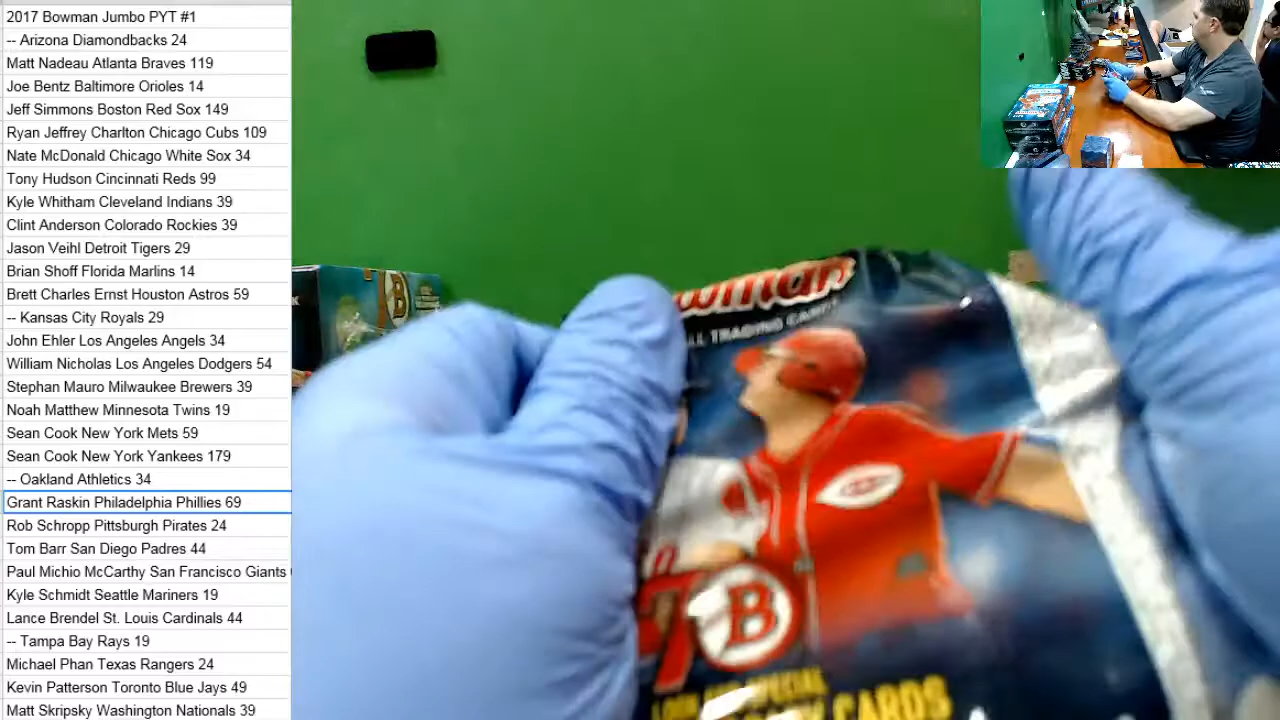 2017 Bowman Jumbo PYT #1
-- Arizona Diamondbacks 24
Matt Nadeau Atlanta Braves 119
Joe Bentz Baltimore Orioles 14
Jeff Simmons Boston Red Sox 149
Ryan Jeffrey Charlton Chicago Cubs 109
Nate McDonald Chicago White Sox 34
Tony Hudson Cincinnati Reds 99
Kyle Whitham Cleveland Indians 39
Clint Anderson Colorado Rockies 39
Jason Veihl Detroit Tigers 29
Brian Shoff Florida Marlins 14
Brett Charles Ernst Houston Astros 59
-- Kansas City Royals 29
John Ehler Los Angeles Angels 34
William Nicholas Los Angeles Dodgers 54
Stephan Mauro Milwaukee Brewers 39
Noah Matthew Minnesota Twins 19
Sean Cook New York Mets 59
Sean Cook New York Yankees 179
-- Oakland Athletics 34
Grant Raskin Philadelphia Phillies 69
Rob Schropp Pittsburgh Pirates 24
Tom Barr San Diego Padres 44
Paul Michio McCarthy San Francisco Giants
Kyle Schmidt Seattle Mariners 19
Lance Brendel St. Louis Cardinals 44
-- Tampa Bay Rays 19
Michael Phan Texas Rangers 24
Kevin Patterson Toronto Blue Jays 49
Matt Skripsky Washington Nationals 39
B
wman
TRADING CARD
REDS
7 B
SPECIAL
CARDS